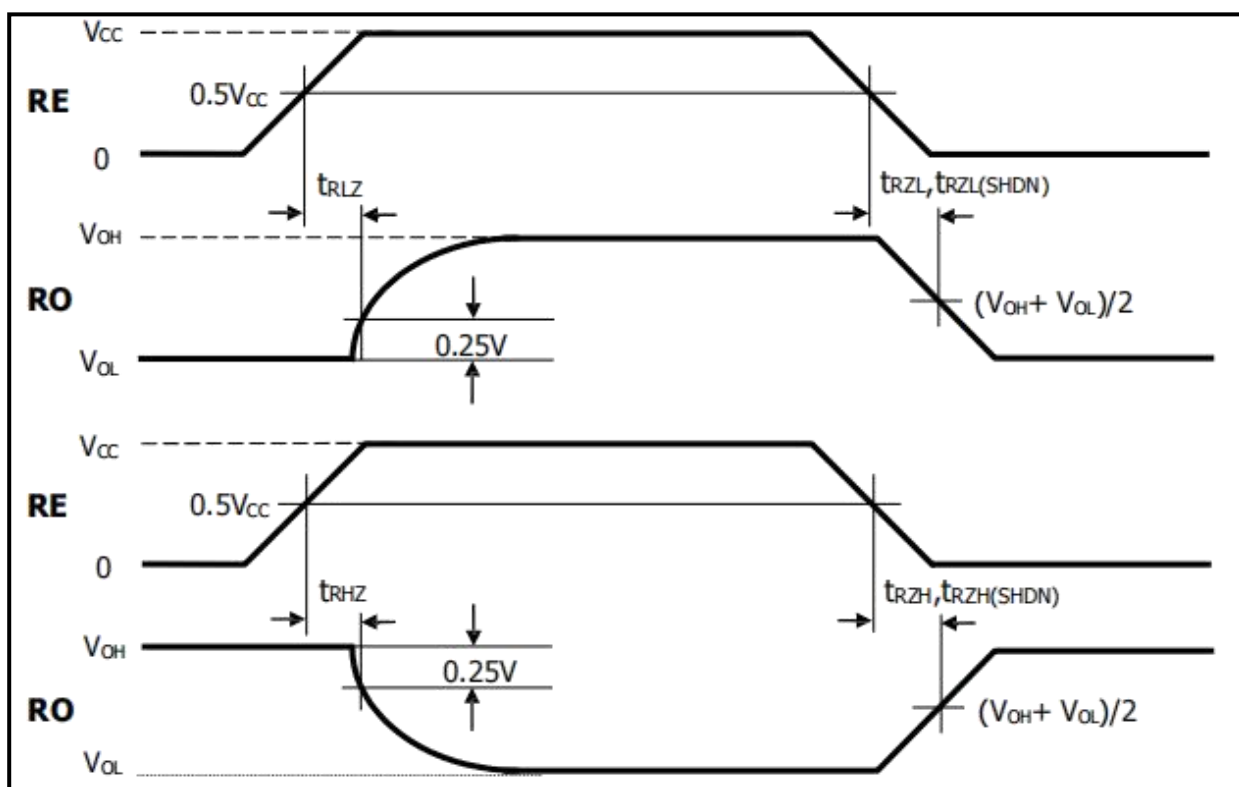 VCC
0.5VCC
RE
0
tRLZ
tRZL,tRZL(SHDN)
VOH
RO
(VOH+ VOL)/2
0.25V
VOL
VCC
0.5VCC
RE
0
tRHZ
tRZH,tRZH(SHDN)
VOH
0.25V
RO
(VOH+ VOL)/2
VOL